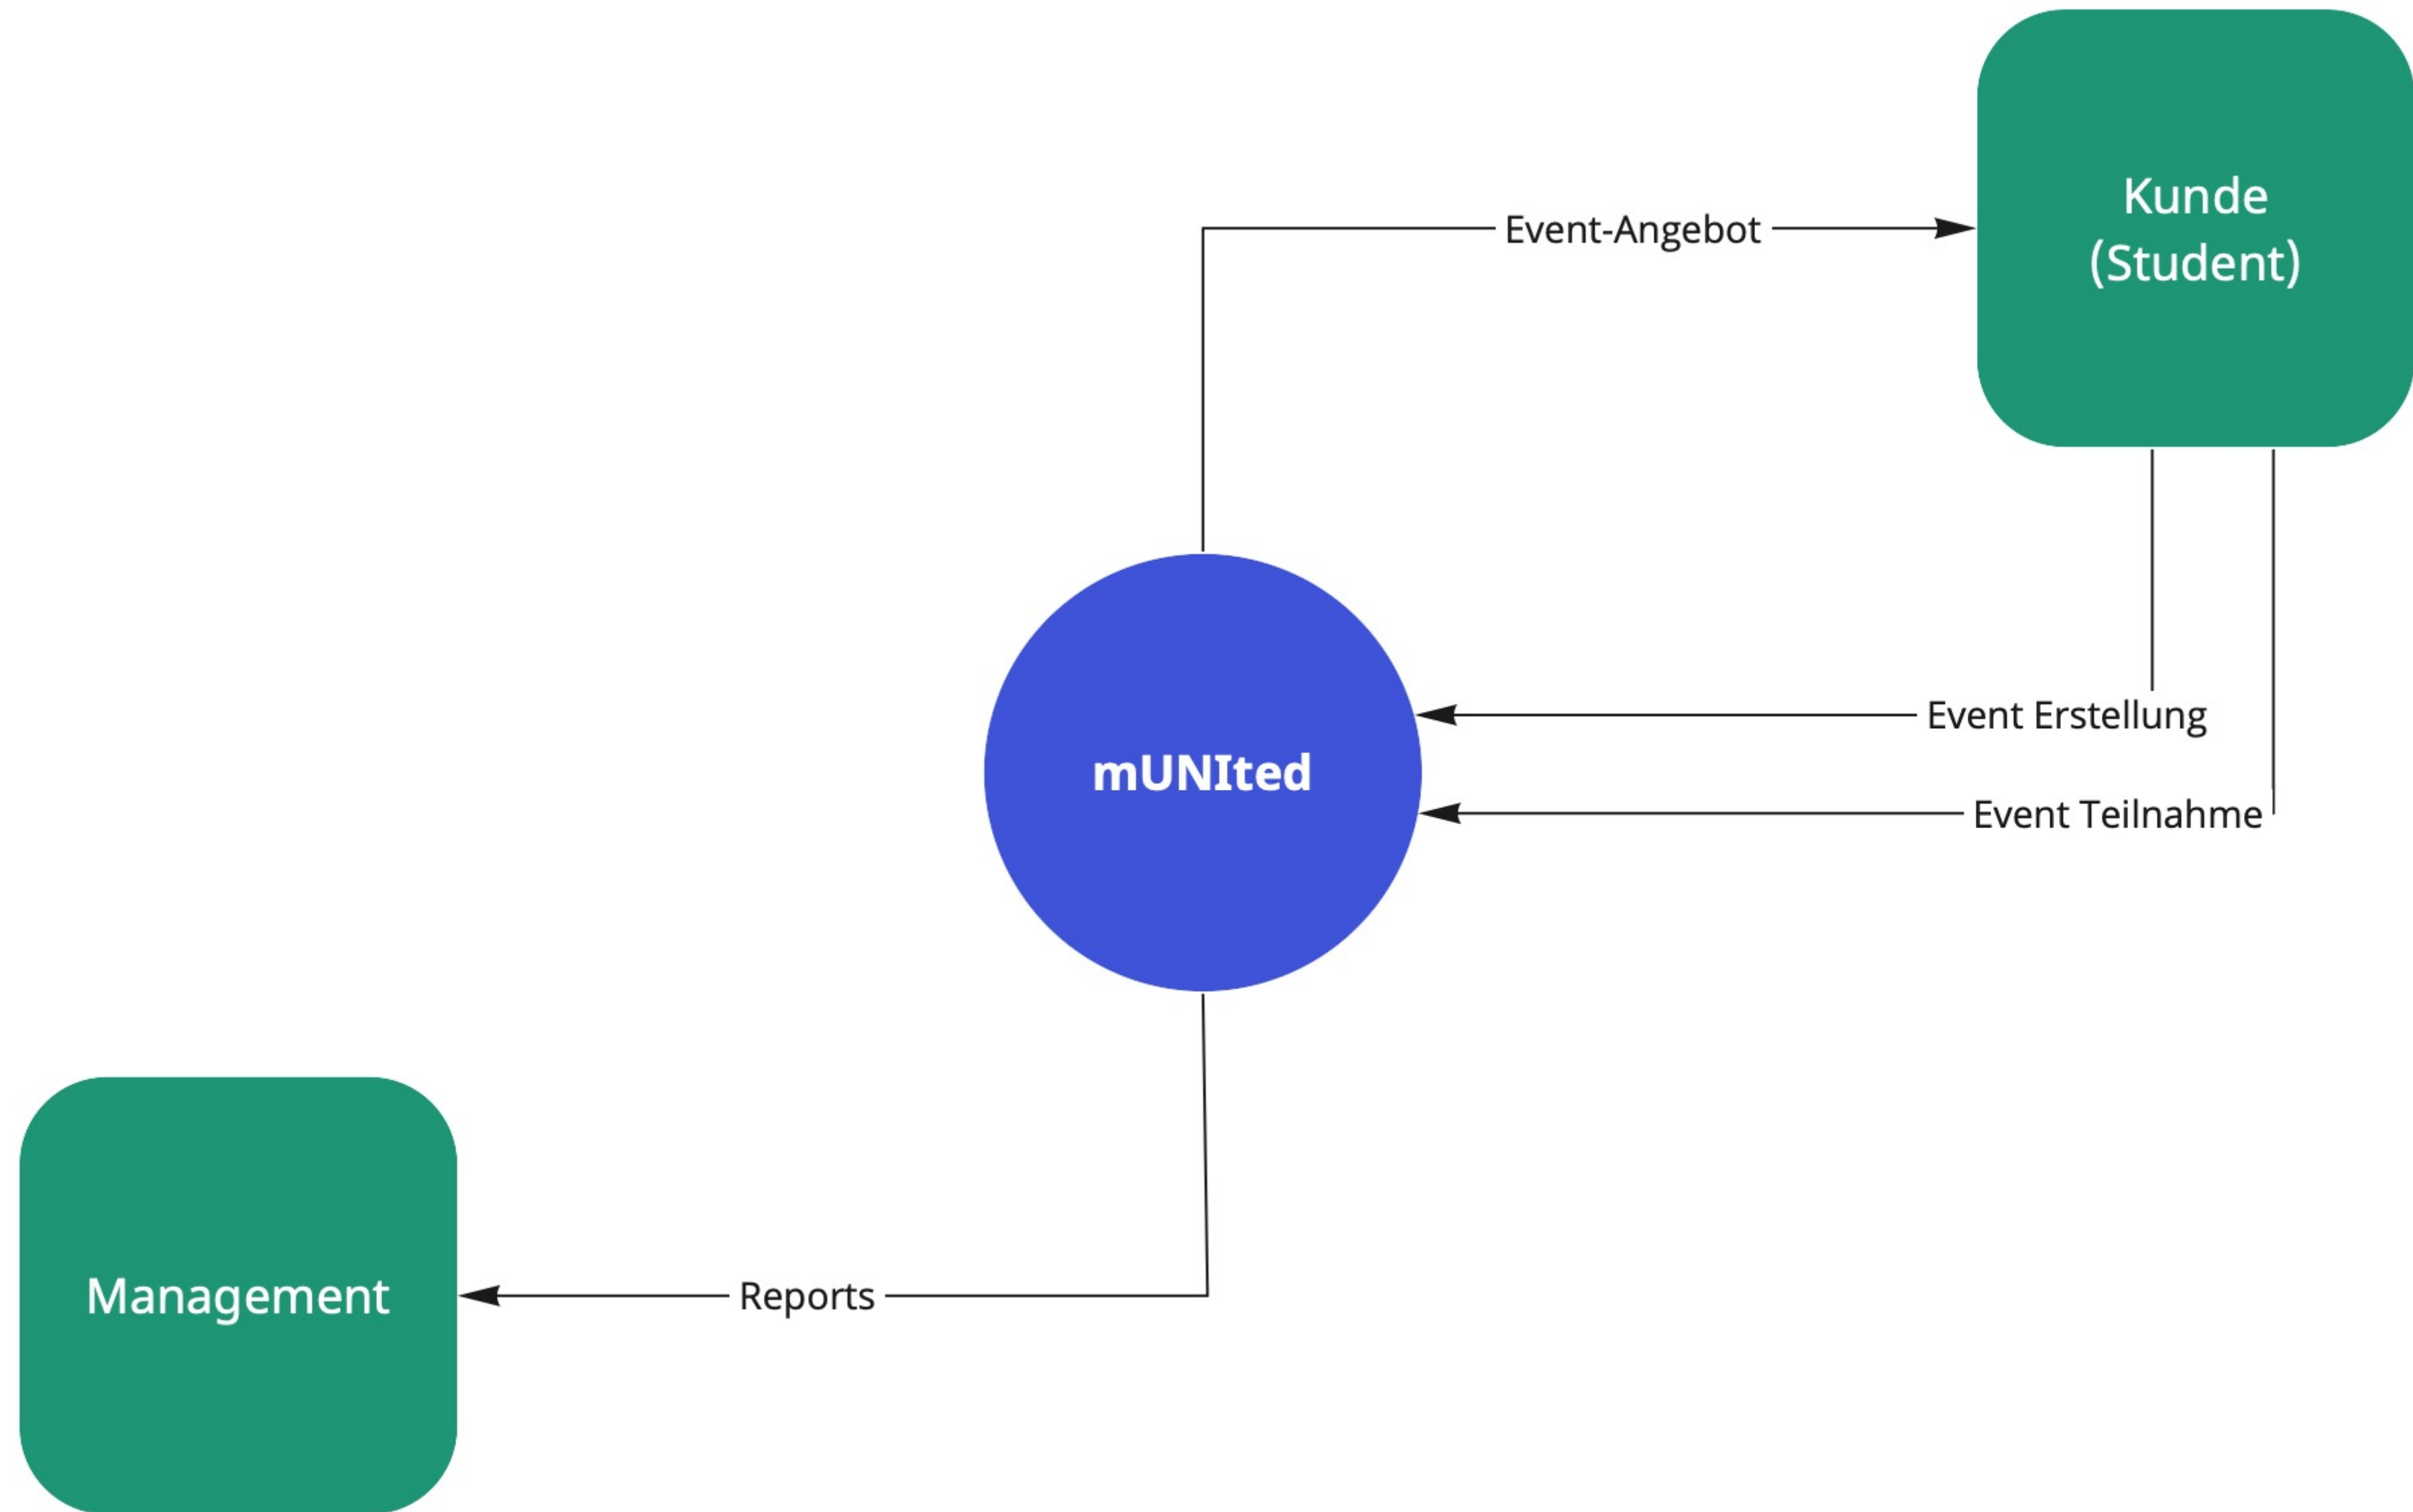 Kunde
(Student)
Event-Angebot
Event Erstellung
mUNIted
Event Teilnahme
Management
Reports